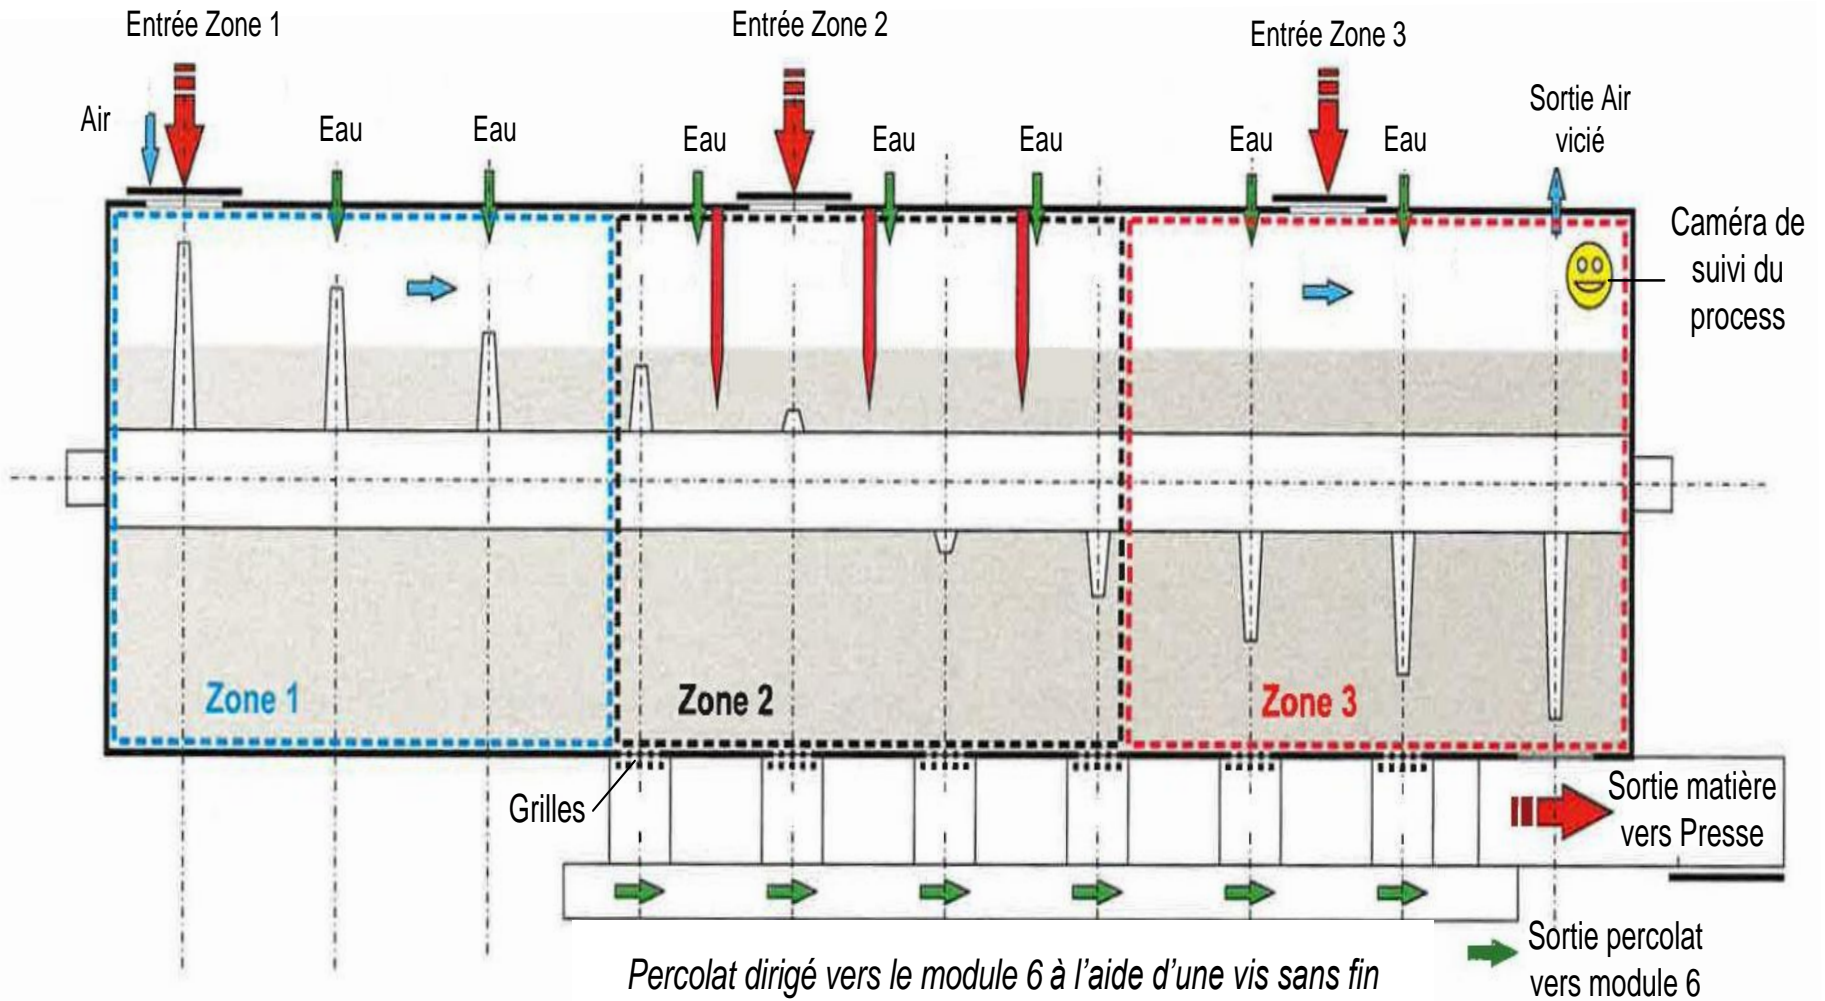 Entrée Zone 1
Entrée Zone 2
Entrée Zone 3
Air
Eau
Eau
Eau
Eau
Eau
Eau
Eau
Sortie Air
vicié
Caméra de
suivi du
process
Zone 1
Zone 2
Zone 3
Grilles
Sortie matière
vers Presse
Sortie percolat
vers module 6
Percolat dirigé vers le module 6 à l’aide d’une vis sans fin